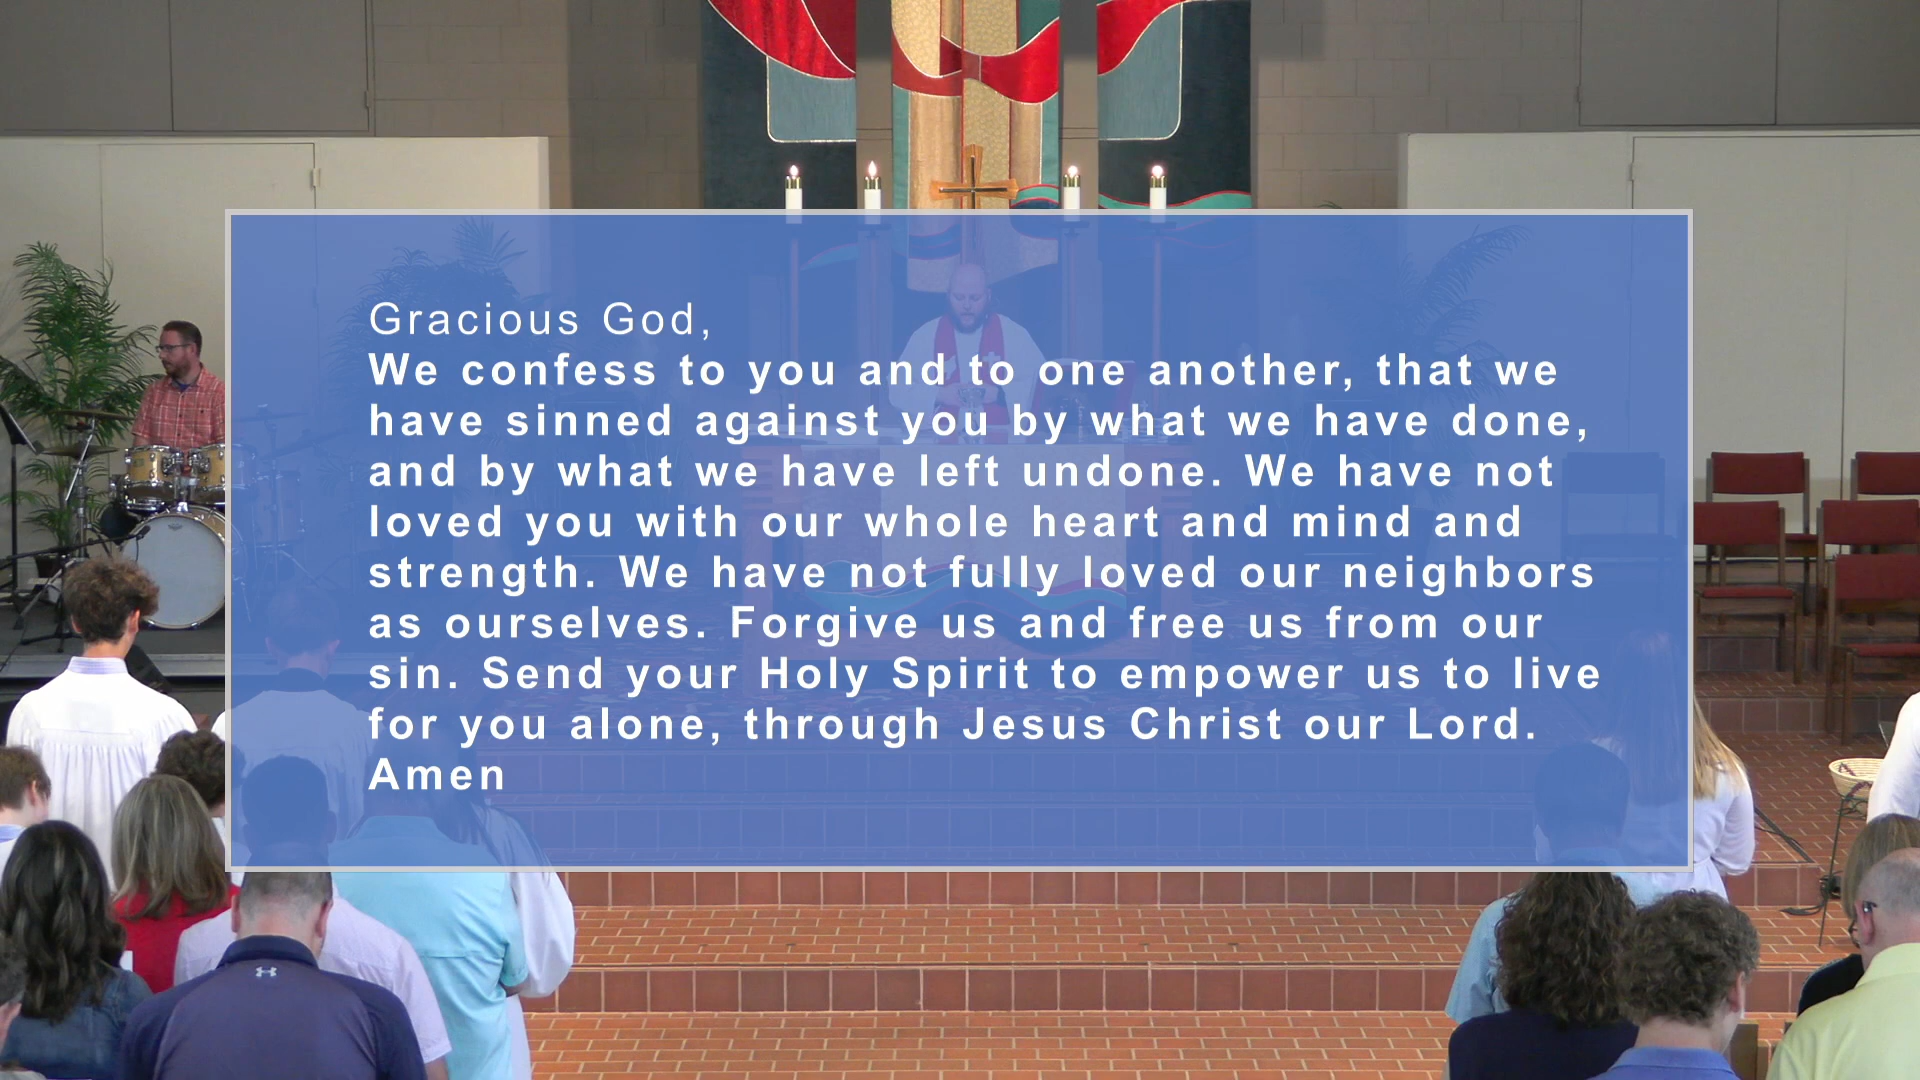 Gracious God,
We confess to you and to one another, that we
have sinned against you by what we have done,
and by what we have left undone. We have not
loved you with our whole heart and mind and
strength. We have not fully loved our neighbors
as ourselves. Forgive us and free us from our
sin. Send your Holy Spirit to empower us to live
for you alone, through Jesus Christ our Lord.
Amen